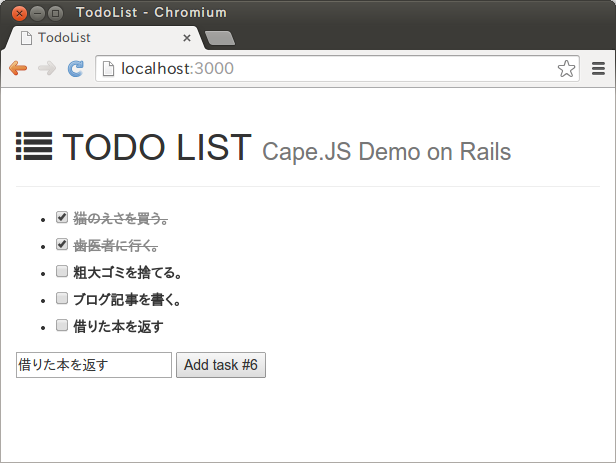 TodoList - Chromium
TodoList
localhost:3000
TODO LIST Cape.JS Demo on Rails
猫のえさを買う。
歯医者に行く。
粗大ゴミを捨てる。
ブログ記事を書く。
借りた本を返す
借りた本を返す Add task #6